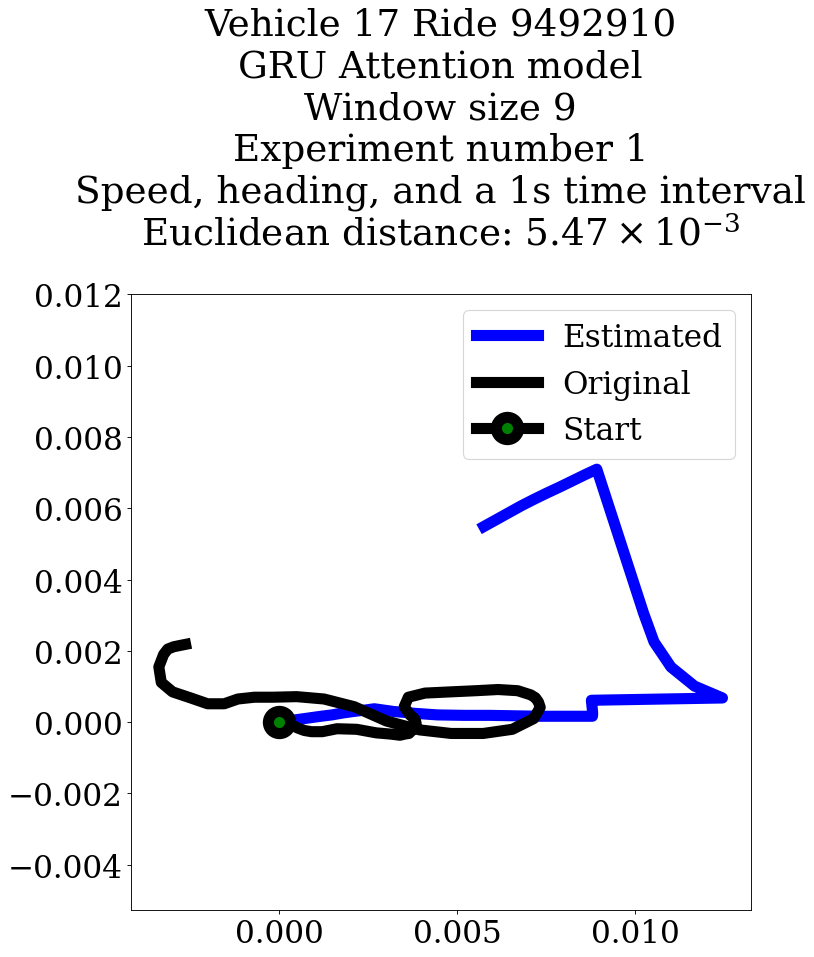 Vehicle 17 Ride 9492910
GRU Attention model
Window size 9
Experiment number 1
Speed, heading, and a 1s time interval
Euclidean distance: 5.47 × 10⁻³
0.012
0.010
0.008
0.006
0.004
0.002
0.000
−0.002
−0.004
Estimated
Original
Start
0.000 0.005 0.010